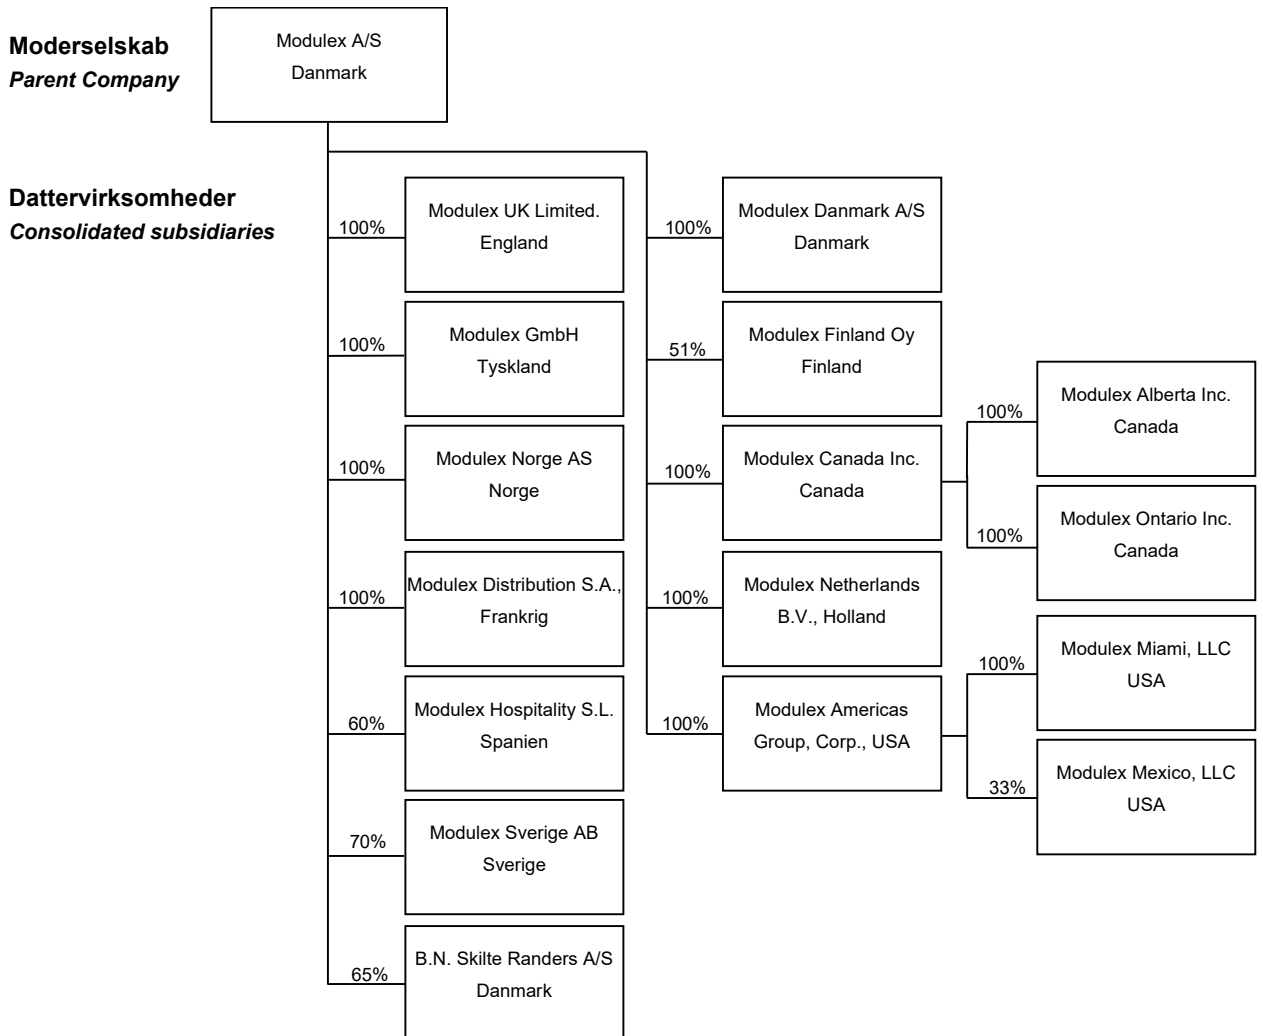 Moderselskab
Parent Company
Modulex A/S
Danmark
Dattervirksomheder
Consolidated subsidiaries
100%
Modulex UK Limited.
England
100%
Modulex GmbH
Tyskland
100%
Modulex Norge AS
Norge
100%
Modulex Distribution S.A.,
Frankrig
60%
Modulex Hospitality S.L.
Spanien
70%
Modulex Sverige AB
Sverige
65%
B.N. Skilte Randers A/S
Danmark
100%
Modulex Danmark A/S
Danmark
51%
Modulex Finland Oy
Finland
100%
Modulex Canada Inc.
Canada
100%
Modulex Netherlands
B.V., Holland
100%
Modulex Americas
Group, Corp., USA
100%
Modulex Alberta Inc.
Canada
100%
Modulex Ontario Inc.
Canada
100%
Modulex Miami, LLC
USA
33%
Modulex Mexico, LLC
USA